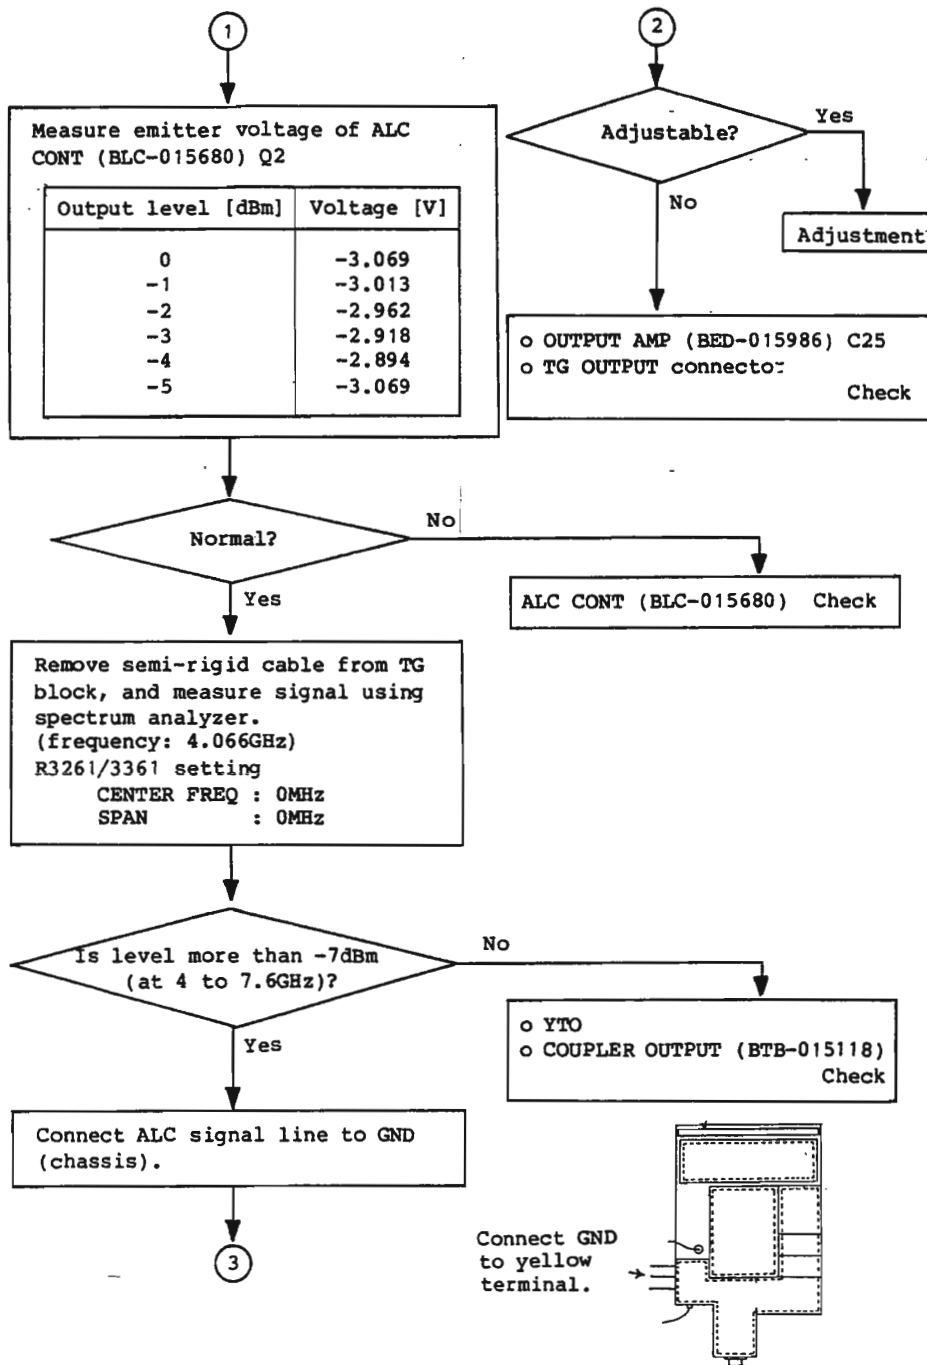 1
Measure emitter voltage of ALC
CONT (BLC-015680) Q2
Output level [dBm] Voltage [V]
0 -3.069
-1 -3.013
-2 -2.962
-3 -2.918
-4 -2.894
-5 -3.069
Normal?
No
ALC CONT (BLC-015680) Check
Yes
Remove semi-rigid cable from TG
block, and measure signal using
spectrum analyzer.
(frequency: 4.066GHz)
R3261/3361 setting
CENTER FREQ : 0MHz
SPAN : 0MHz
Is level more than -7dBm
(at 4 to 7.6GHz)?
No
o YTO
o COUPLER OUTPUT (BTB-015118)
Check
Yes
Connect ALC signal line to GND
(chassis).
3
2
Adjustable?
Yes
Adjustment
No
o OUTPUT AMP (BED-015986) C25
o TG OUTPUT connector
Check
Connect GND
to yellow
terminal.